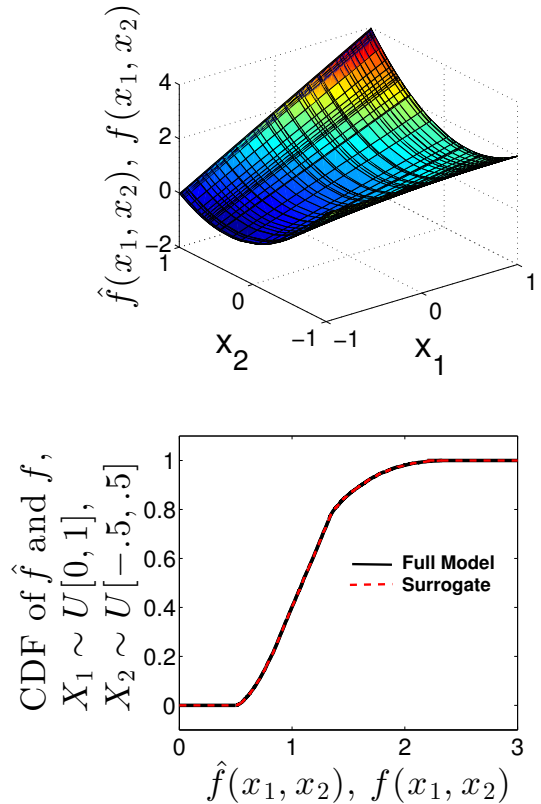 f̂(x₁, x₂), f(x₁, x₂)
4
2
0
−2
1
0
−1
x₂
−1
0
1
x₁
CDF of f̂ and f,
X₁ ∼ U[0, 1],
X₂ ∼ U[−.5, .5]
1
0.8
0.6
0.4
0.2
0
Full Model
Surrogate
0 1 2 3
f̂(x₁, x₂), f(x₁, x₂)